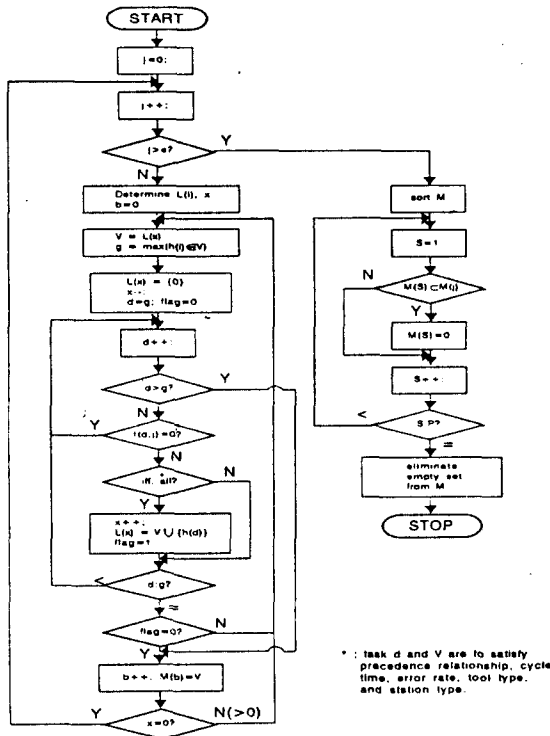 START
j=0;
j++;
j>e?
Y
N
Determine L(i), x
b=0
V = L(x)
g = max{h(i)∈V}
L(x) = {0}
x--;
d=g; flag=0
d++;
d>g?
Y
N
Y
t(d,j)=0?
N
iff. * all?
N
Y
x++;
L(x) = V∪{h(d)}
flag=1
<
d:g?
=
flag=0?
N
Y
b++; M(b)=V
Y
x=0?
N(>0)
sort M
S=1
N
M(S)⊂M(j)
Y
M(S)=0
S++;
<
S:P?
=
eliminate
empty set
from M
STOP
* : task d and V are to satisfy
precedence relationship, cycle
time, error rate, tool type,
and station type.